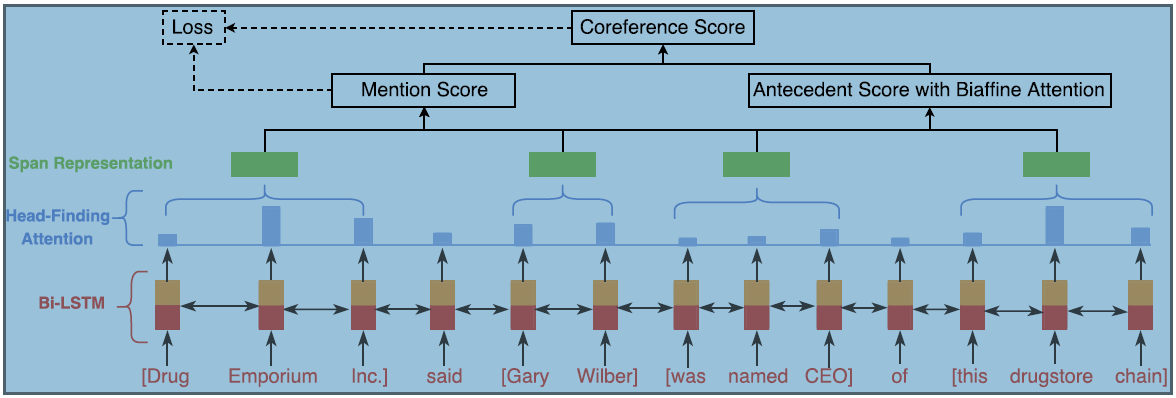 Loss
Coreference Score
Mention Score
Antecedent Score with Biaffine Attention
Span Representation
Head-Finding
Attention
Bi-LSTM
[Drug Emporium Inc.] said [Gary Wilber] [was named CEO] of [this drugstore chain]